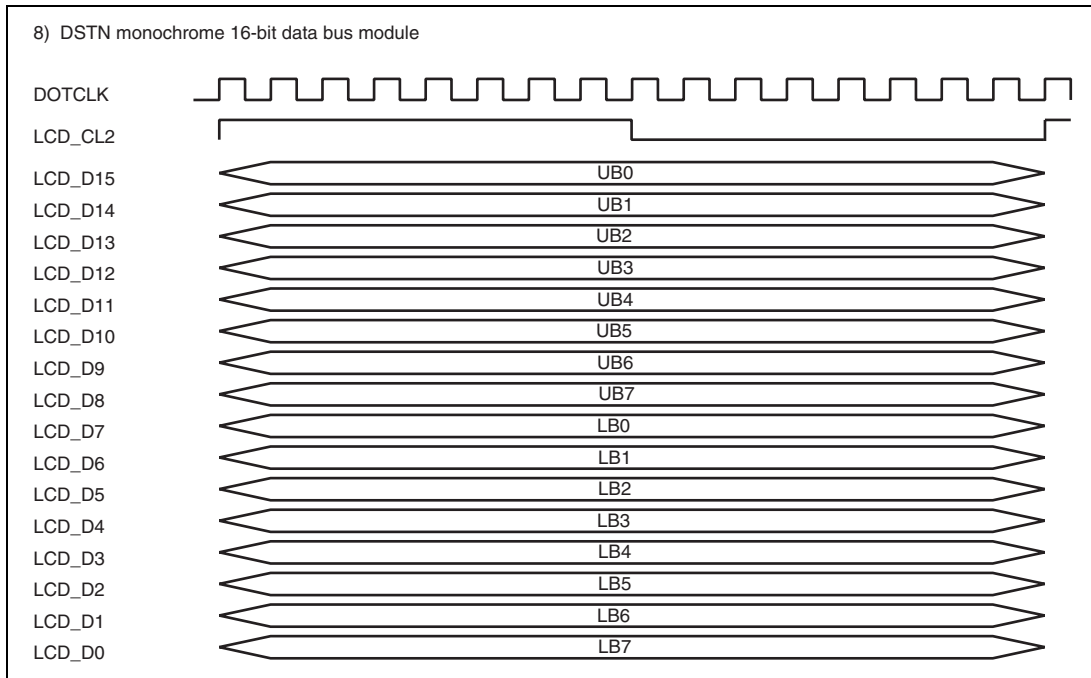 8) DSTN monochrome 16-bit data bus module
DOTCLK
LCD_CL2
LCD_D15 UB0
LCD_D14 UB1
LCD_D13 UB2
LCD_D12 UB3
LCD_D11 UB4
LCD_D10 UB5
LCD_D9 UB6
LCD_D8 UB7
LCD_D7 LB0
LCD_D6 LB1
LCD_D5 LB2
LCD_D4 LB3
LCD_D3 LB4
LCD_D2 LB5
LCD_D1 LB6
LCD_D0 LB7